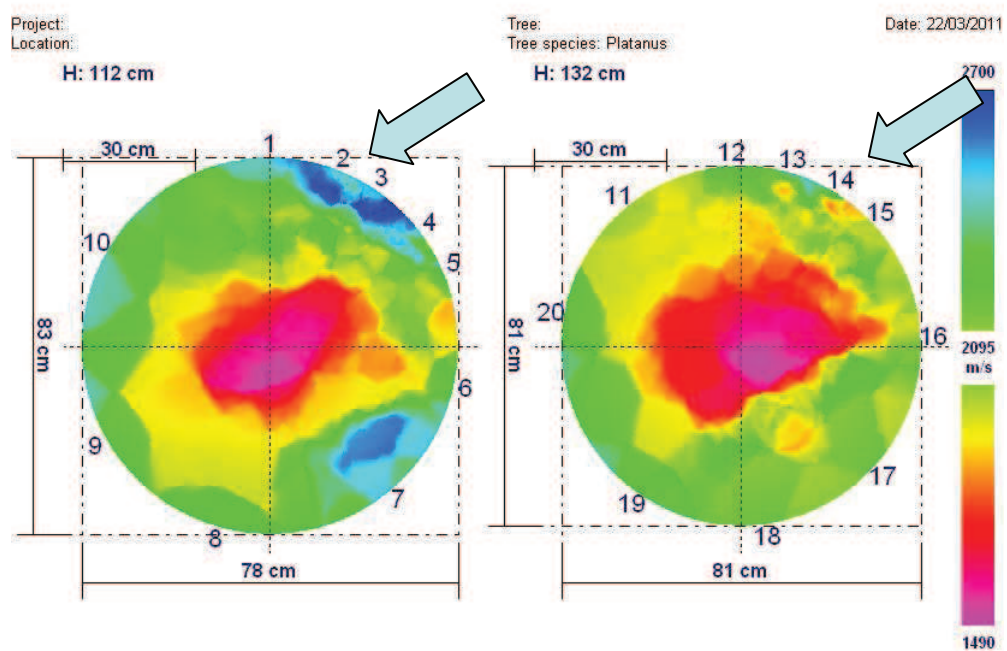 Project:
Location:
Tree:
Tree species: Platanus
Date: 22/03/2011
H: 112 cm
H: 132 cm
2700
30 cm
1
2
3
4
5
6
7
8
9
10
83 cm
78 cm
30 cm
12
13
14
15
16
17
18
19
20
11
81 cm
81 cm
2095
m/s
1490